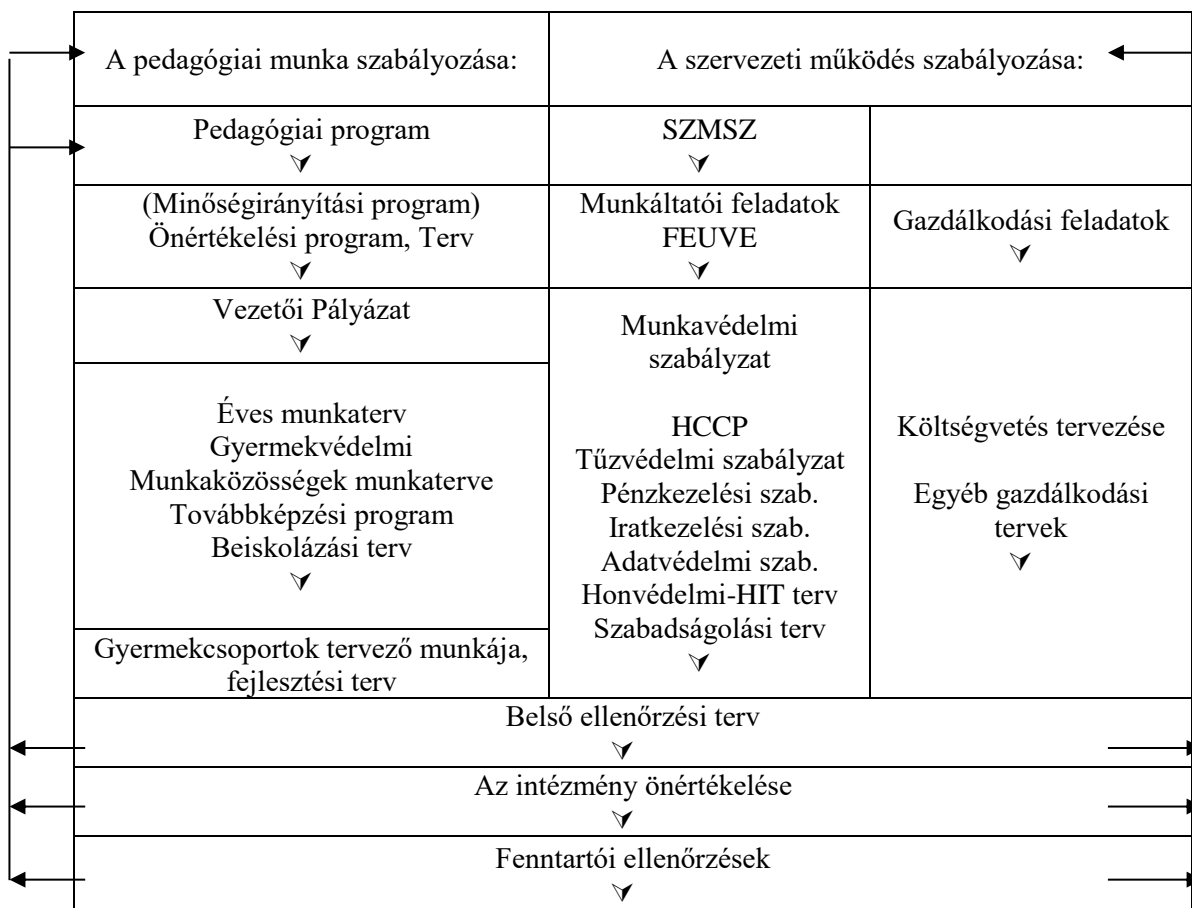 A pedagógiai munka szabályozása:
A szervezeti működés szabályozása:
Pedagógiai program
SZMSZ
(Minőségirányítási program)
Önértékelési program, Terv
Munkáltatói feladatok
FEUVE
Gazdálkodási feladatok
Vezetői Pályázat
Éves munkaterv
Gyermekvédelmi
Munkaközösségek munkaterve
Továbbképzési program
Beiskolázási terv
Gyermekcsoportok tervező munkája,
fejlesztési terv
Munkavédelmi
szabályzat
HCCP
Tűzvédelmi szabályzat
Pénzkezelési szab.
Iratkezelési szab.
Adatvédelmi szab.
Honvédelmi-HIT terv
Szabadságolási terv
Költségvetés tervezése
Egyéb gazdálkodási
tervek
Belső ellenőrzési terv
Az intézmény önértékelése
Fenntartói ellenőrzések